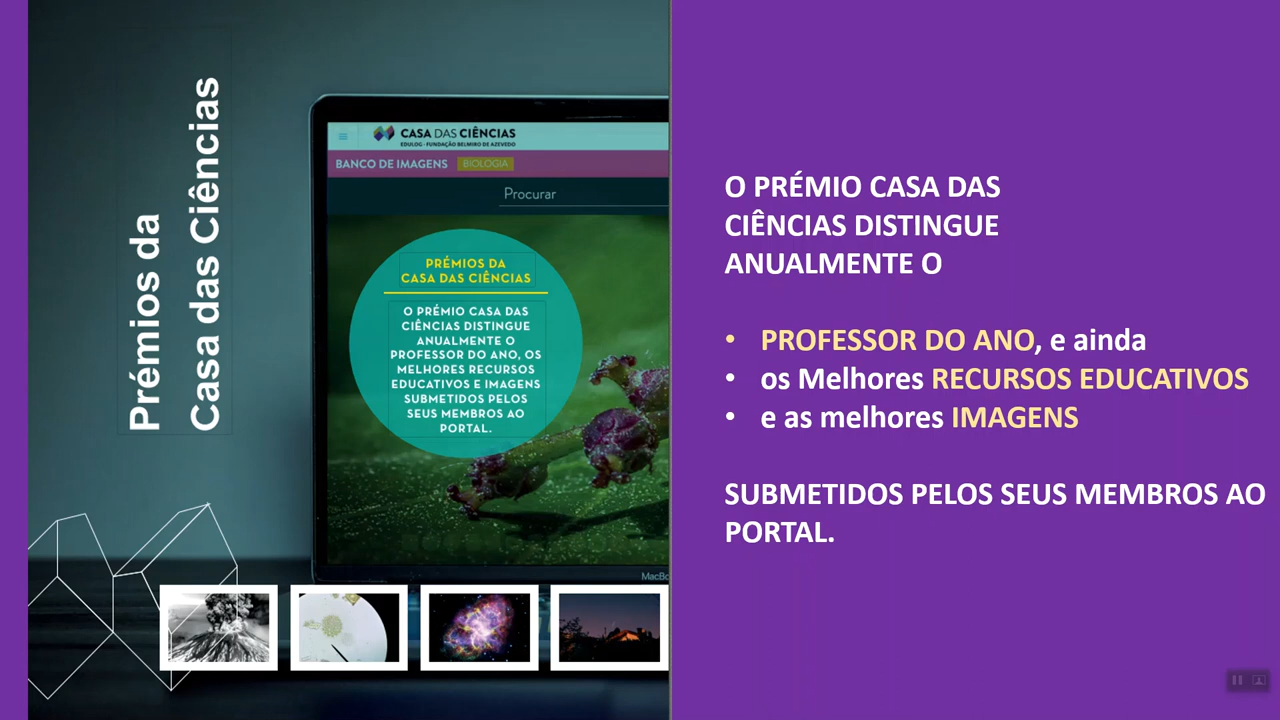 Prémios da
Casa das Ciências
CASA DAS CIÊNCIAS
EDULOG - FUNDAÇÃO BELMIRO DE AZEVEDO
BANCO DE IMAGENS BIOLOGIA
Procurar
PRÉMIOS DA
CASA DAS CIÊNCIAS
O PRÉMIO CASA DAS
CIÊNCIAS DISTINGUE
ANUALMENTE O
PROFESSOR DO ANO, OS
MELHORES RECURSOS
EDUCATIVOS E IMAGENS
SUBMETIDOS PELOS
SEUS MEMBROS AO
PORTAL.
O PRÉMIO CASA DAS
CIÊNCIAS DISTINGUE
ANUALMENTE O
• PROFESSOR DO ANO, e ainda
• os Melhores RECURSOS EDUCATIVOS
• e as melhores IMAGENS
SUBMETIDOS PELOS SEUS MEMBROS AO
PORTAL.